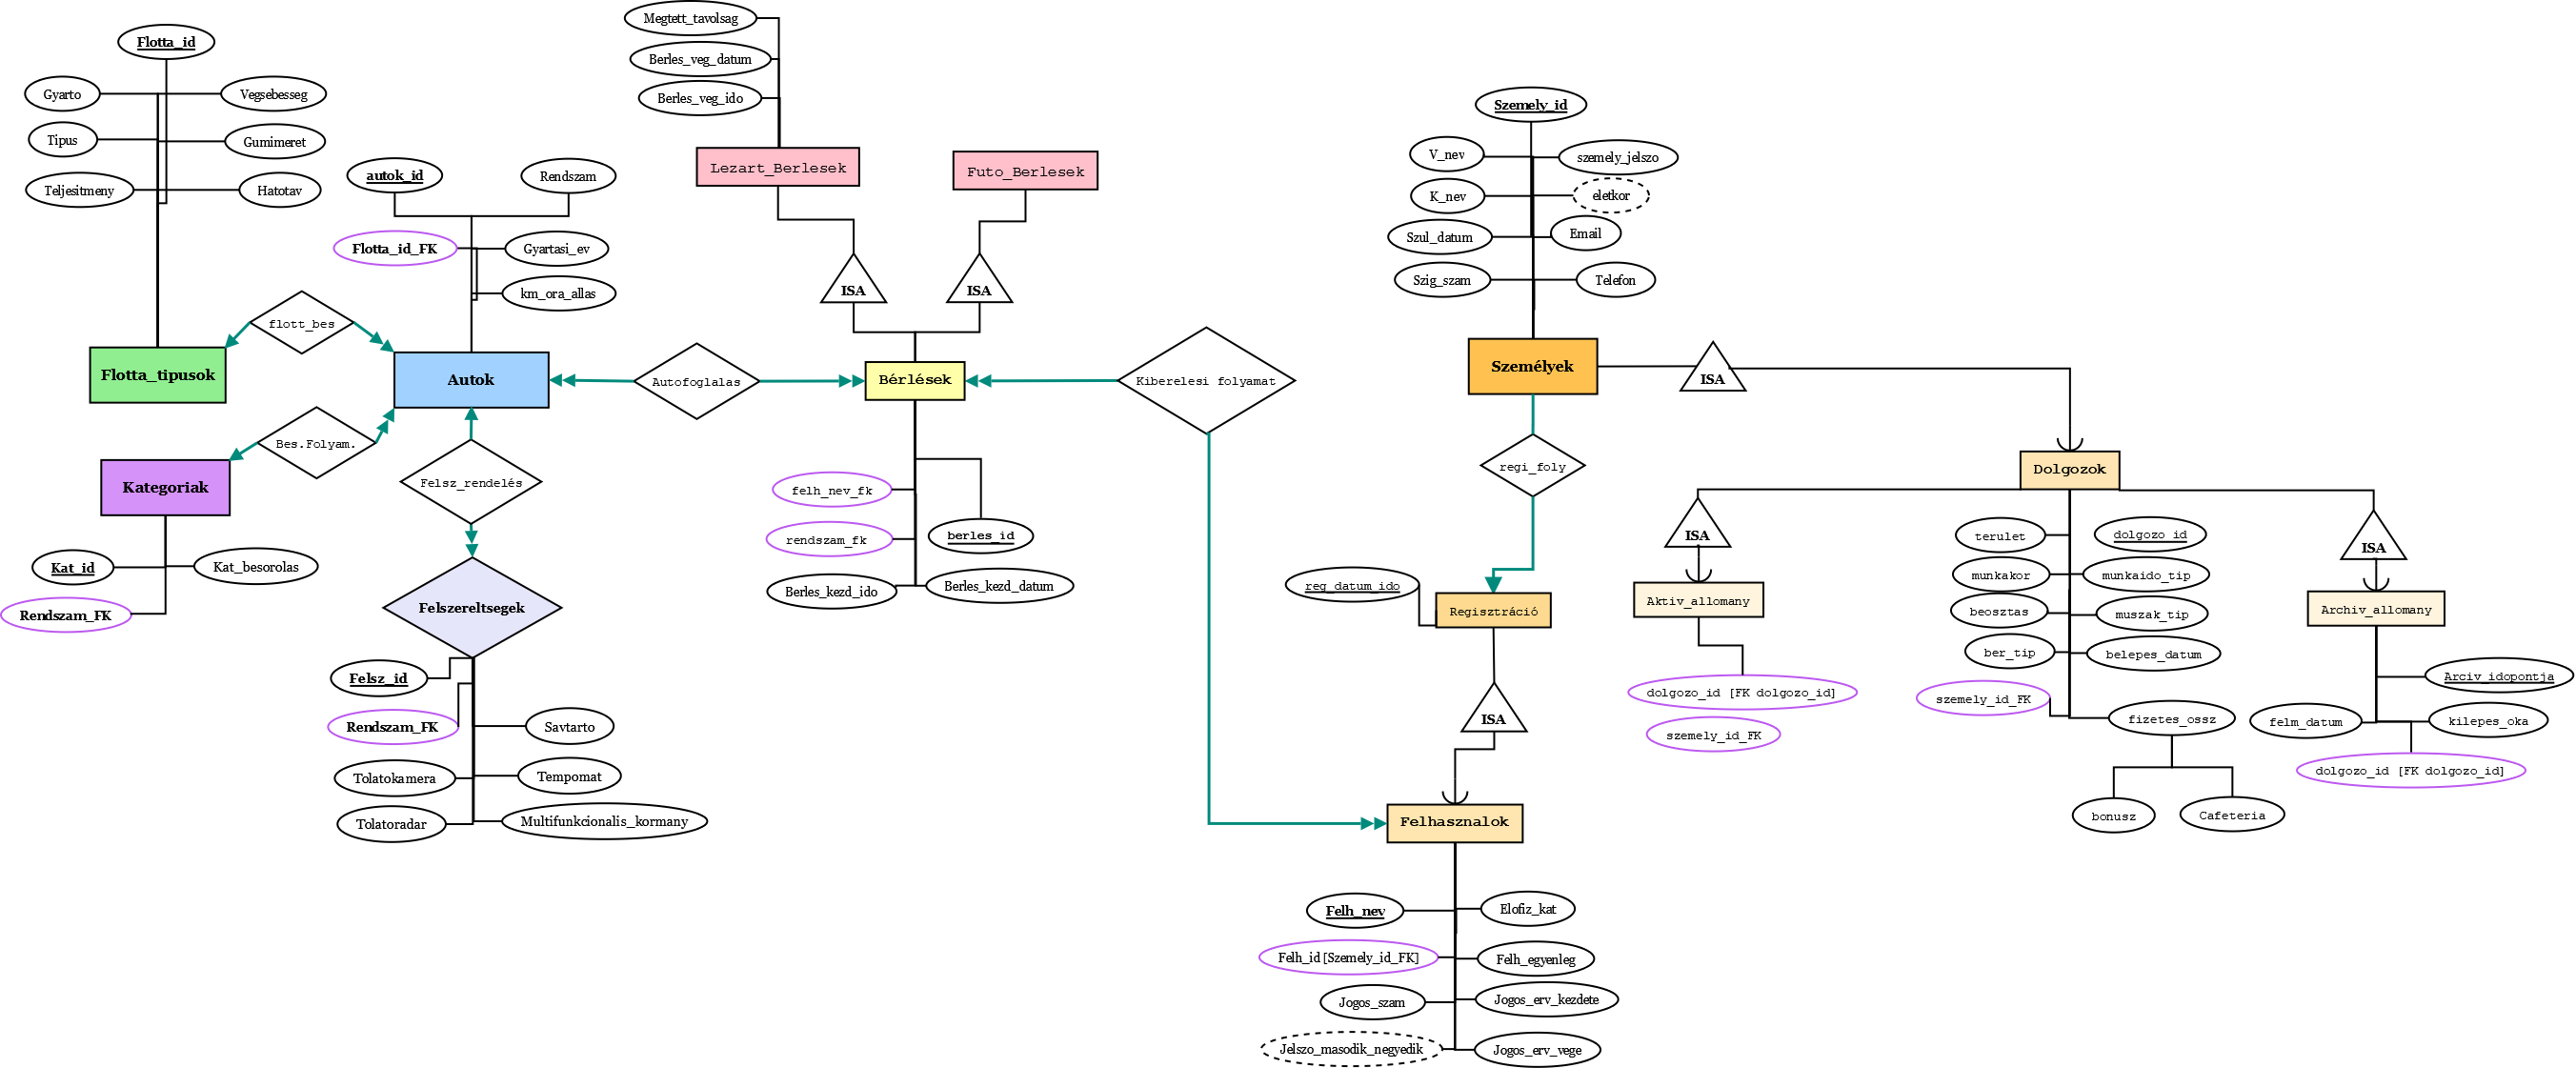 Flotta_id
Gyarto
Vegsebesseg
Tipus
Gumimeret
Teljesitmeny
Hatotav
Flotta_tipusok
flott_bes
autok_id
Rendszam
Flotta_id_FK
Gyartasi_ev
km_ora_allas
Autok
Bes.Folyam.
Kategoriak
Kat_id
Kat_besorolas
Rendszam_FK
Felsz_rendelés
Felszereltsegek
Felsz_id
Rendszam_FK
Savtarto
Tolatokamera
Tempomat
Tolatoradar
Multifunkcionalis_kormany
Autofoglalas
Megtett_tavolsag
Berles_veg_datum
Berles_veg_ido
Lezart_Berlesek
Futo_Berlesek
ISA
ISA
Bérlések
felh_nev_fk
rendszam_fk
berles_id
Berles_kezd_ido
Berles_kezd_datum
Kiberelesi folyamat
Szemely_id
V_nev
szemely_jelszo
K_nev
eletkor
Szul_datum
Email
Szig_szam
Telefon
Személyek
ISA
regi_foly
reg_datum_ido
Regisztráció
ISA
Felhasznalok
Felh_nev
Elofiz_kat
Felh_id [Szemely_id_FK]
Felh_egyenleg
Jogos_szam
Jogos_erv_kezdete
Jelszo_masodik_negyedik
Jogos_erv_vege
Dolgozok
ISA
Aktiv_allomany
dolgozo_id [FK dolgozo_id]
szemely_id_FK
terulet
dolgozo_id
munkakor
munkaido_tip
beosztas
muszak_tip
ber_tip
belepes_datum
szemely_id_FK
fizetes_ossz
bonusz
Cafeteria
ISA
Archiv_allomany
Arciv_idopontja
felm_datum
kilepes_oka
dolgozo_id [FK dolgozo_id]